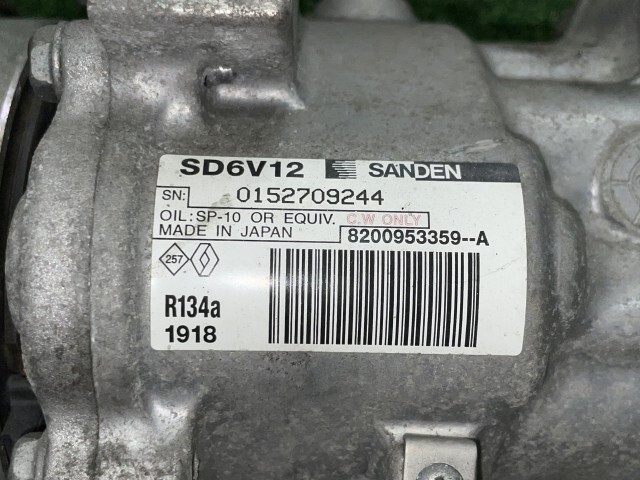 SD6V12 SANDEN
SN: 0152709244
OIL:SP-10 OR EQUIV. C.W ONLY
MADE IN JAPAN 8200953359--A
257
R134a
1918